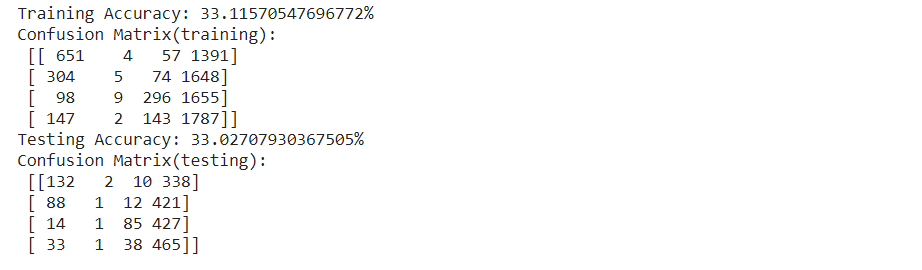 Training Accuracy: 33.11570547696772%
Confusion Matrix(training):
[[ 651    4   57 1391]
[ 304    5   74 1648]
[  98    9  296 1655]
[ 147    2  143 1787]]
Testing Accuracy: 33.02707930367505%
Confusion Matrix(testing):
[[132   2  10 338]
[ 88   1  12 421]
[ 14   1  85 427]
[ 33   1  38 465]]